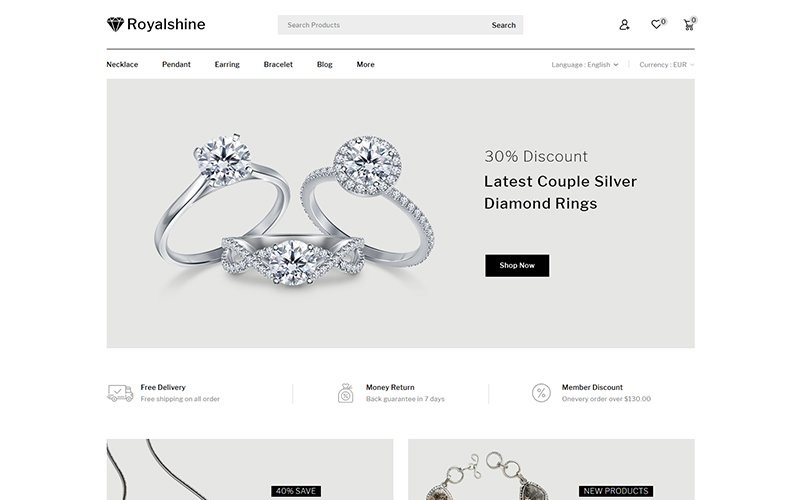 Royalshine
Search Products
Search
0
0
Necklace
Pendant
Earring
Bracelet
Blog
More
Language : English
Currency : EUR
30% Discount
Latest Couple Silver
Diamond Rings
Shop Now
Free Delivery
Free shipping on all order
Money Return
Back guarantee in 7 days
Member Discount
Onevery order over $130.00
40% SAVE
NEW PRODUCTS